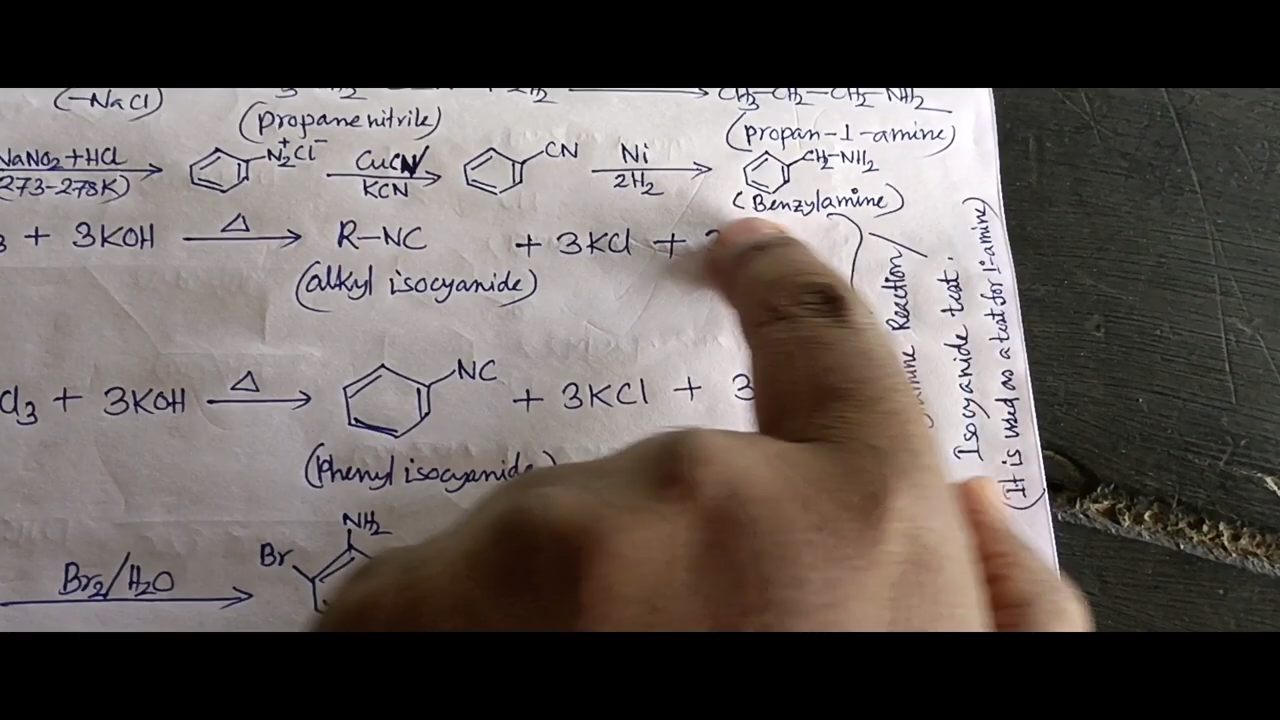 (-NaCl)
CH₃-CH₂-CH₂-NH₂
(propanenitrile)
(propan-1-amine)
NaNO₂+HCl
(273-278K)
N₂⁺Cl⁻
CuCN
KCN
CN
Ni
2H₂
CH₂-NH₂
(Benzylamine)
+ 3KOH
Δ
R-NC
+ 3KCl +
(alkyl isocyanide)
Cl₃ + 3KOH
Δ
NC
+ 3KCl + 3
(phenyl isocyanide)
Br₂/H₂O
Br
NH₂
Reaction
Isocyanide test.
(It is used as a test for 1°-amine)